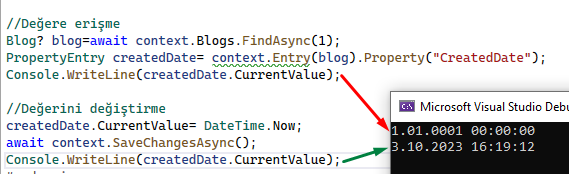 //Değere erişme
Blog? blog=await context.Blogs.FindAsync(1);
PropertyEntry createdDate= context.Entry(blog).Property("CreatedDate");
Console.WriteLine(createdDate.CurrentValue);
//Değerini değiştirme
createdDate.CurrentValue= DateTime.Now;
await context.SaveChangesAsync();
Console.WriteLine(createdDate.CurrentValue);
Microsoft Visual Studio Debu
1.01.0001 00:00:00
3.10.2023 16:19:12